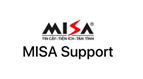 MISA
TIN CẬY - TIỆN ÍCH - TẬN TÌNH
MISA Support